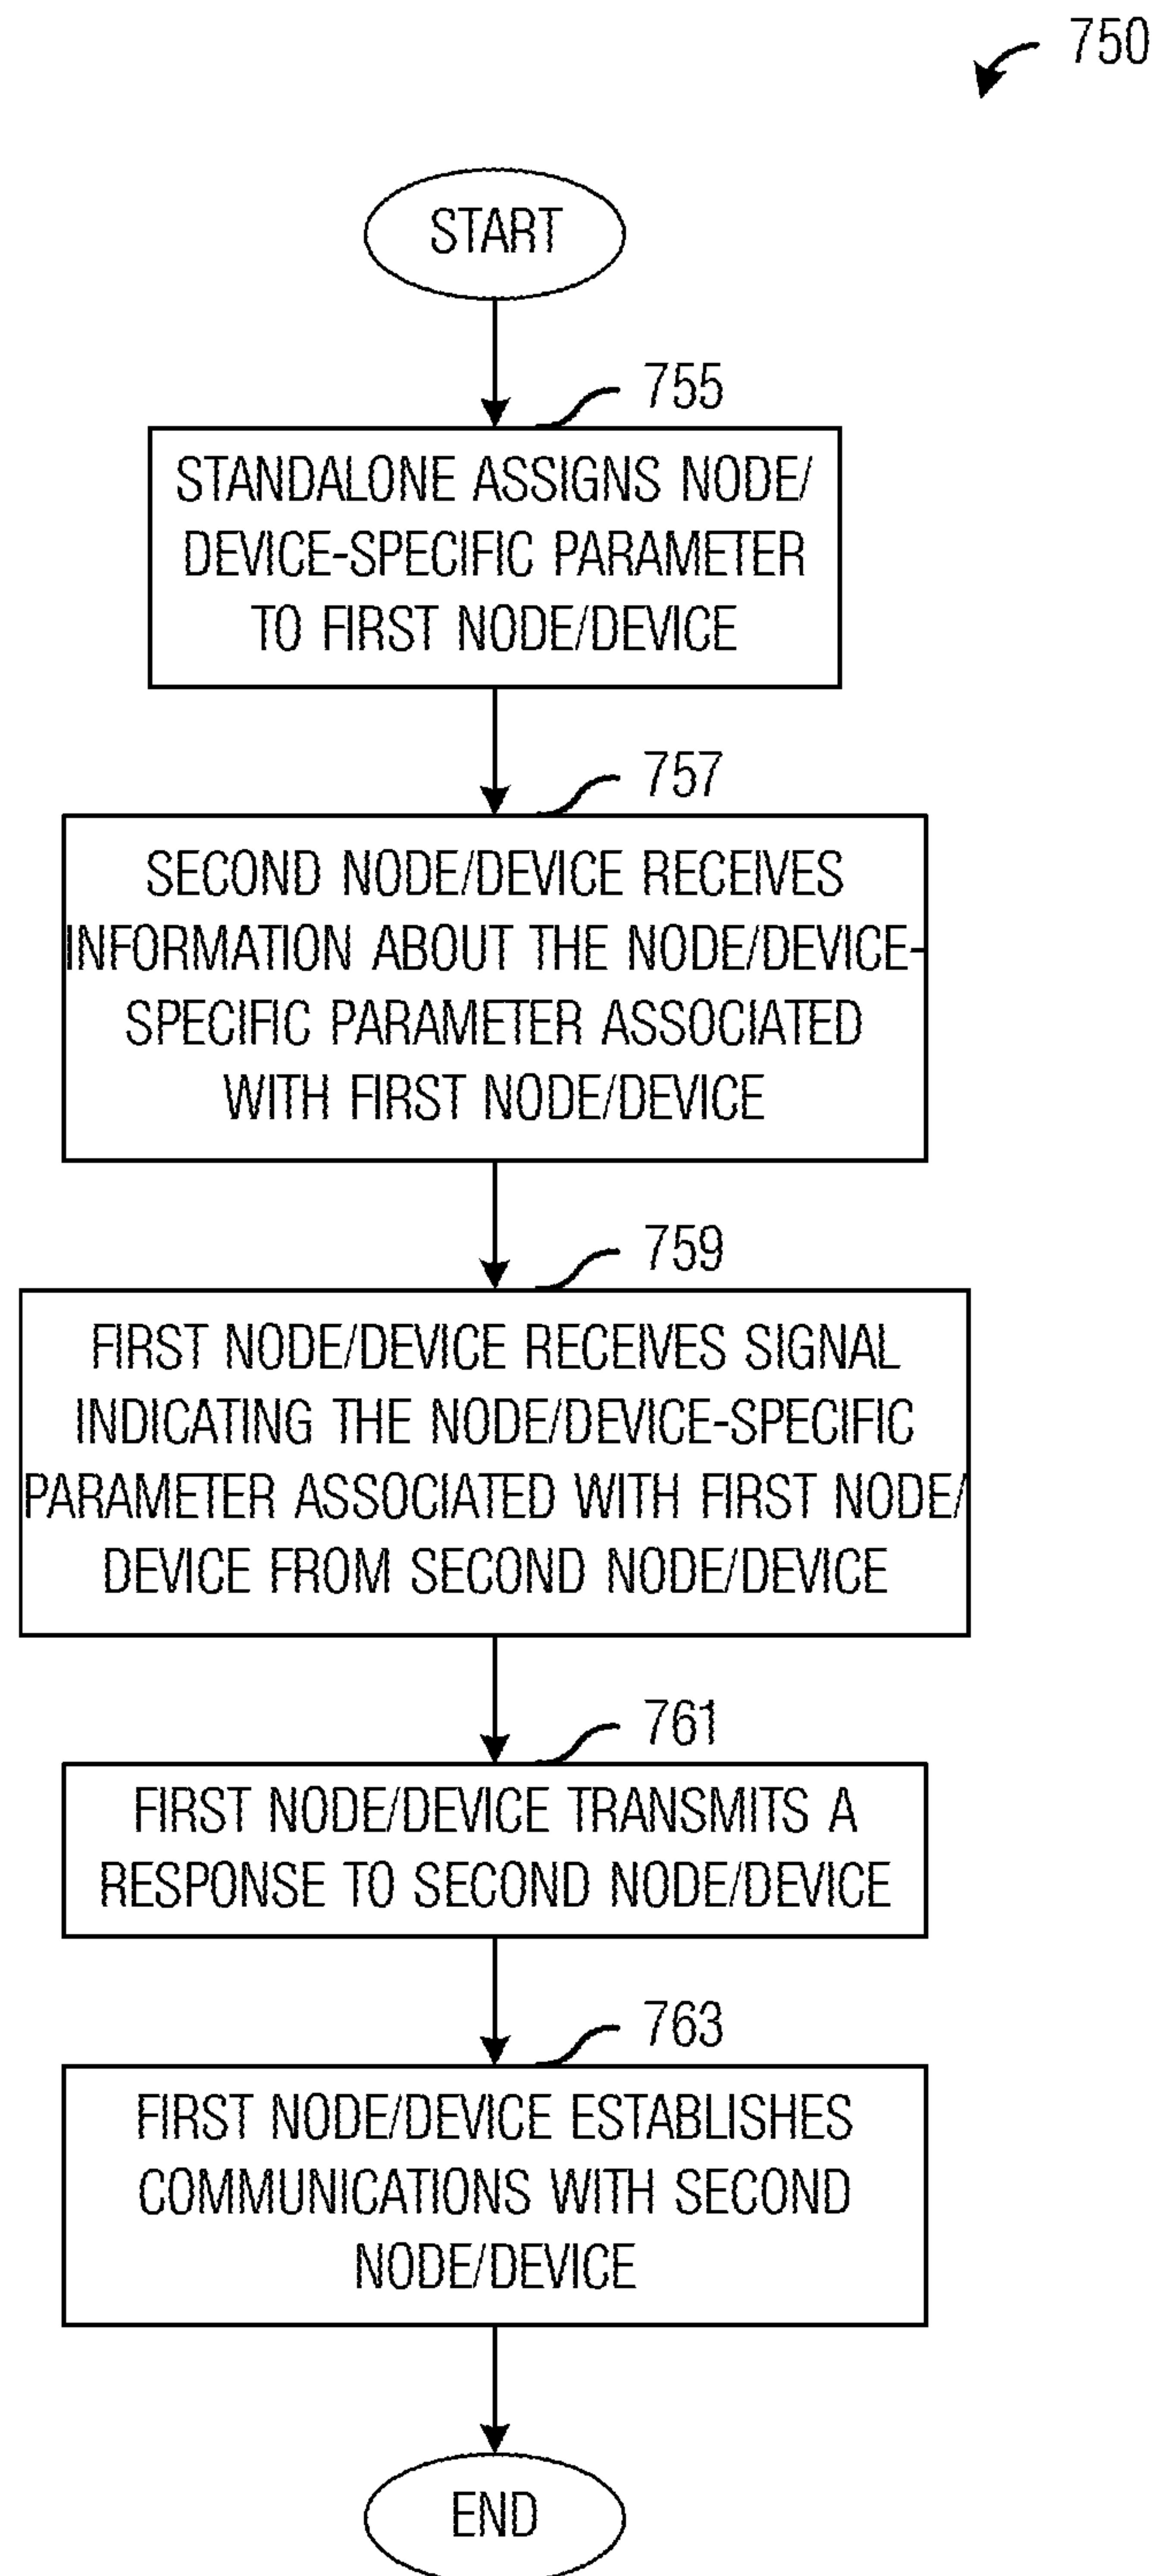 750
START
755
STANDALONE ASSIGNS NODE/
DEVICE-SPECIFIC PARAMETER
TO FIRST NODE/DEVICE
757
SECOND NODE/DEVICE RECEIVES
INFORMATION ABOUT THE NODE/DEVICE-
SPECIFIC PARAMETER ASSOCIATED
WITH FIRST NODE/DEVICE
759
FIRST NODE/DEVICE RECEIVES SIGNAL
INDICATING THE NODE/DEVICE-SPECIFIC
PARAMETER ASSOCIATED WITH FIRST NODE/
DEVICE FROM SECOND NODE/DEVICE
761
FIRST NODE/DEVICE TRANSMITS A
RESPONSE TO SECOND NODE/DEVICE
763
FIRST NODE/DEVICE ESTABLISHES
COMMUNICATIONS WITH SECOND
NODE/DEVICE
END